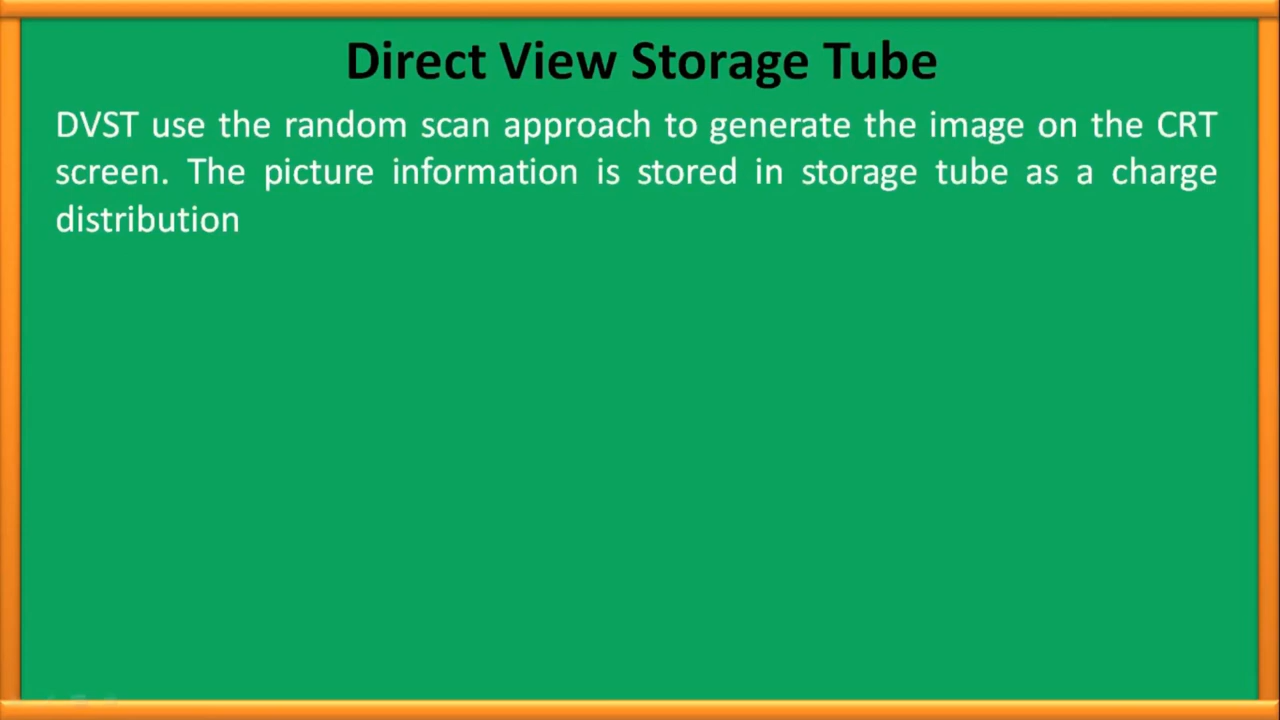 Direct View Storage Tube
DVST use the random scan approach to generate the image on the CRT
screen. The picture information is stored in storage tube as a charge
distribution